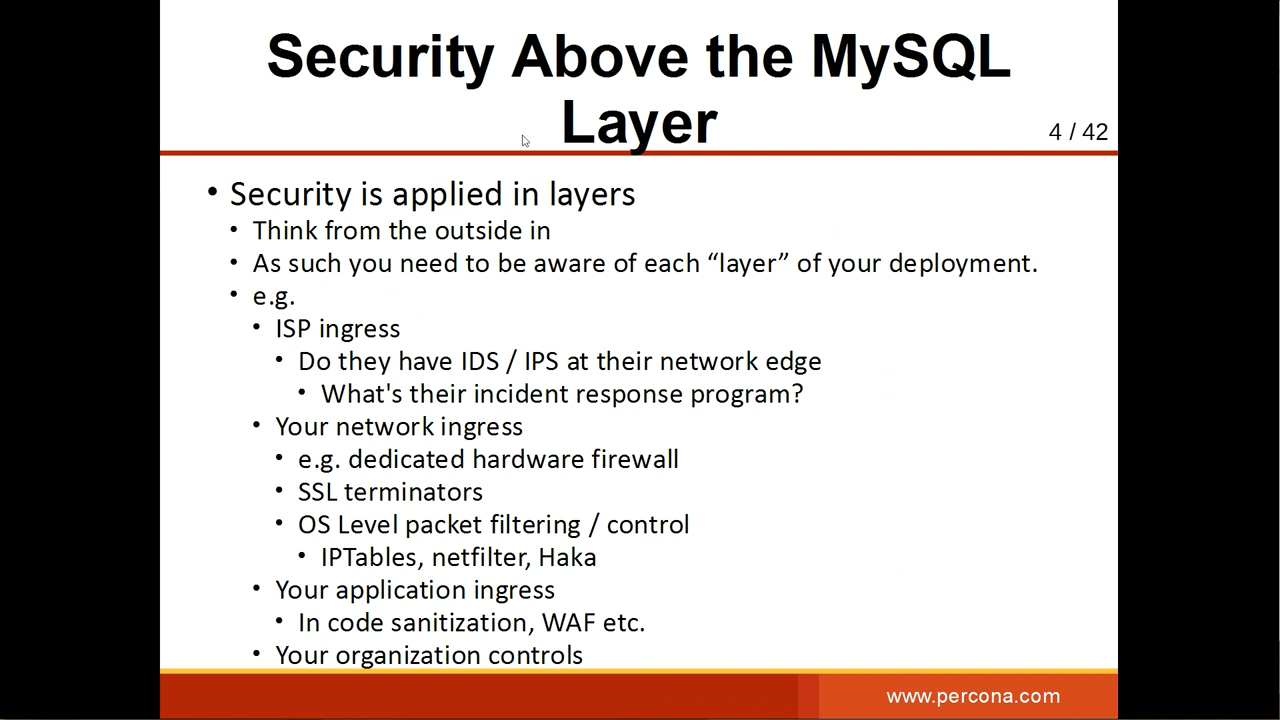 Security Above the MySQL
Layer
4 / 42
• Security is applied in layers
• Think from the outside in
• As such you need to be aware of each “layer” of your deployment.
• e.g.
• ISP ingress
• Do they have IDS / IPS at their network edge
• What's their incident response program?
• Your network ingress
• e.g. dedicated hardware firewall
• SSL terminators
• OS Level packet filtering / control
• IPTables, netfilter, Haka
• Your application ingress
• In code sanitization, WAF etc.
• Your organization controls
www.percona.com